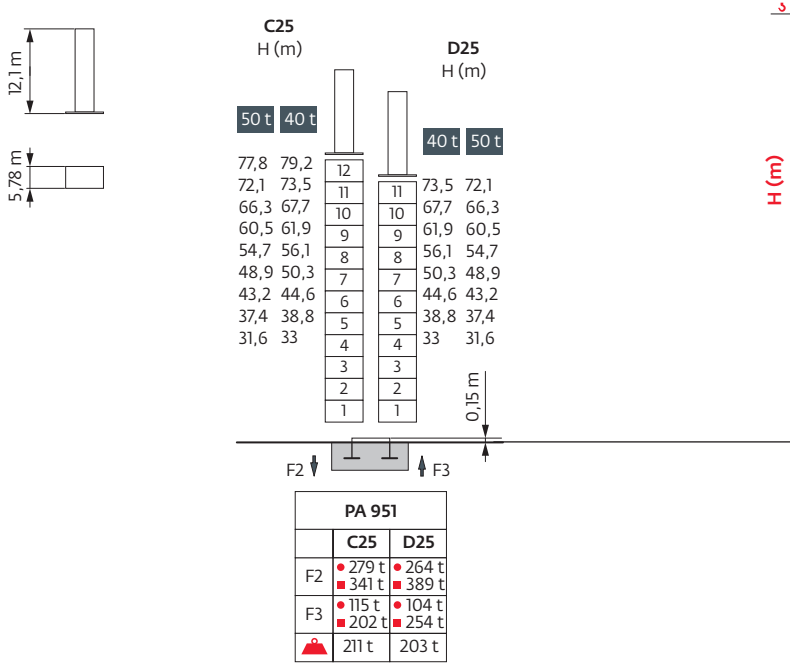 12,1 m
5,78 m
C25
H (m)
D25
H (m)
50 t 40 t
40 t 50 t
77,8 79,2 12
72,1 73,5 11 11 73,5 72,1
66,3 67,7 10 10 67,7 66,3
60,5 61,9 9 9 61,9 60,5
54,7 56,1 8 8 56,1 54,7
48,9 50,3 7 7 50,3 48,9
43,2 44,6 6 6 44,6 43,2
37,4 38,8 5 5 38,8 37,4
31,6 33 4 4 33 31,6
3 3
2 2
1 1
0,15 m
H (m)
F2 F3
PA 951
C25 D25
F2 279 t 264 t
341 t 389 t
F3 115 t 104 t
202 t 254 t
211 t 203 t